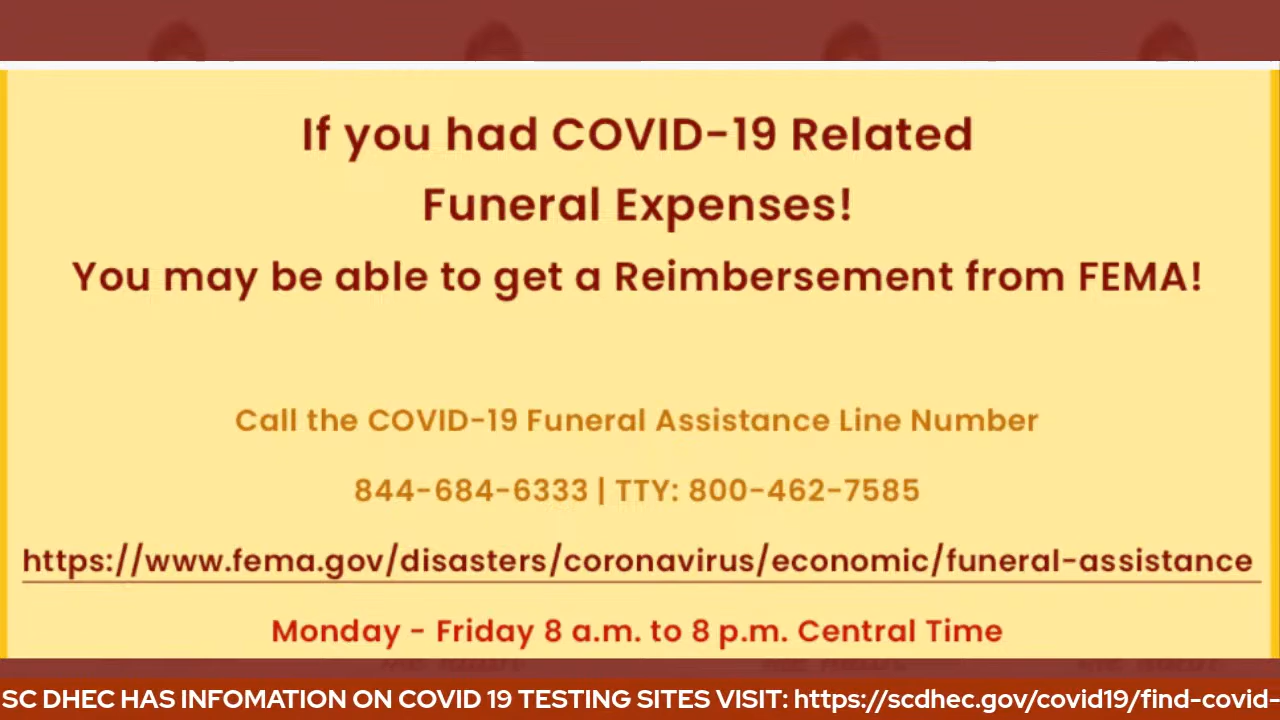 If you had COVID-19 Related
Funeral Expenses!
You may be able to get a Reimbersement from FEMA!
Call the COVID-19 Funeral Assistance Line Number
844-684-6333 | TTY: 800-462-7585
https://www.fema.gov/disasters/coronavirus/economic/funeral-assistance
Monday - Friday 8 a.m. to 8 p.m. Central Time
SC DHEC HAS INFOMATION ON COVID 19 TESTING SITES VISIT: https://scdhec.gov/covid19/find-covid-